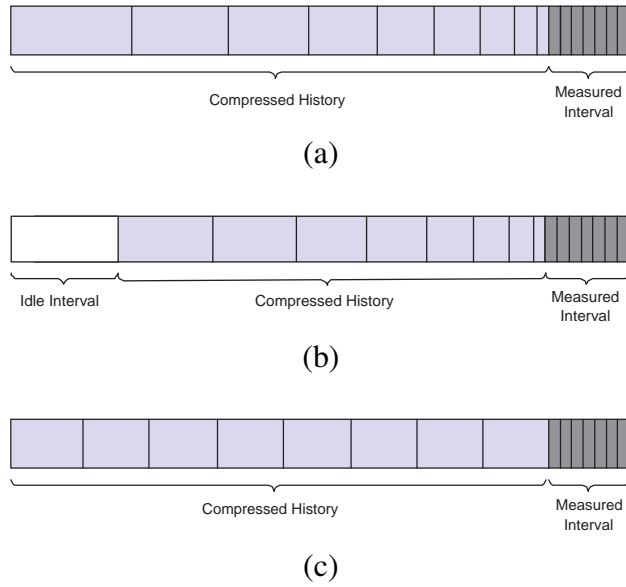 Compressed History
Measured
Interval
(a)
Idle Interval
Compressed History
Measured
Interval
(b)
Compressed History
Measured
Interval
(c)